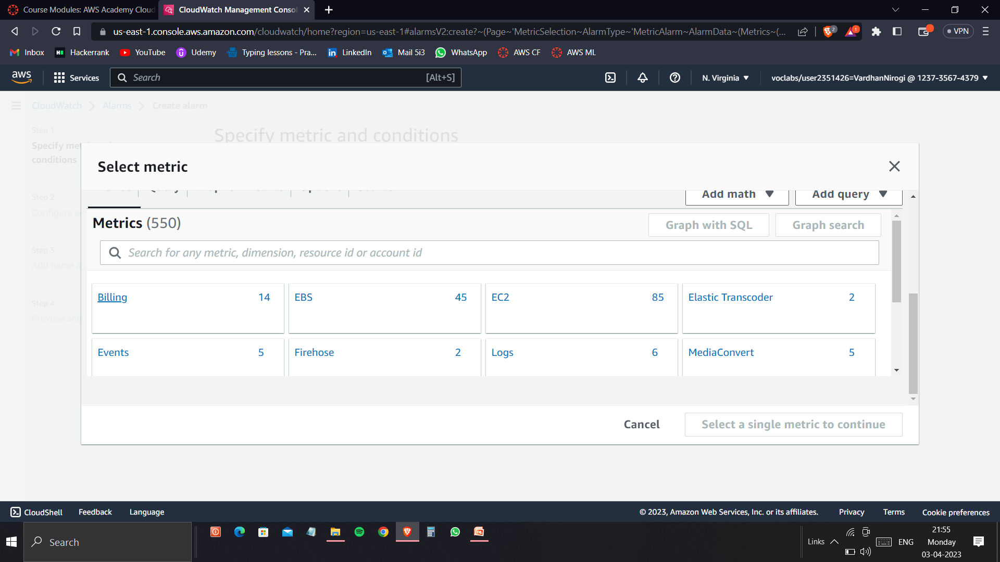 Course Modules: AWS Academy Cloud
CloudWatch Management Consol
us-east-1.console.aws.amazon.com/cloudwatch/home?region=us-east-1#alarmsV2:create?~(Page~'MetricSelection~AlarmType~'MetricAlarm~AlarmData~(Metrics~(...
2
1
VPN
Inbox
Hackerrank
YouTube
Udemy
Typing lessons - Pra...
LinkedIn
Mail 5i3
WhatsApp
AWS CF
AWS ML
aws
Services
Search
[Alt+S]
N. Virginia
voclabs/user2351426=VardhanNirogi @ 1237-3567-4379
CloudWatch
Alarms
Create alarm
Step 1
Specify metric and conditions
Specify met
conditions
Select metric
Step 2
Configure a
Add math
Add query
Metrics (550)
Graph with SQL
Graph search
Search for any metric, dimension, resource id or account id
Step 3
Add name a
Billing 14
EBS 45
EC2 85
Elastic Transcoder 2
Step 4
Preview and
Events 5
Firehose 2
Logs 6
MediaConvert 5
Cancel
Select a single metric to continue
CloudShell
Feedback
Language
© 2023, Amazon Web Services, Inc. or its affiliates.
Privacy
Terms
Cookie preferences
Search
Links
ENG
21:55
Monday
03-04-2023